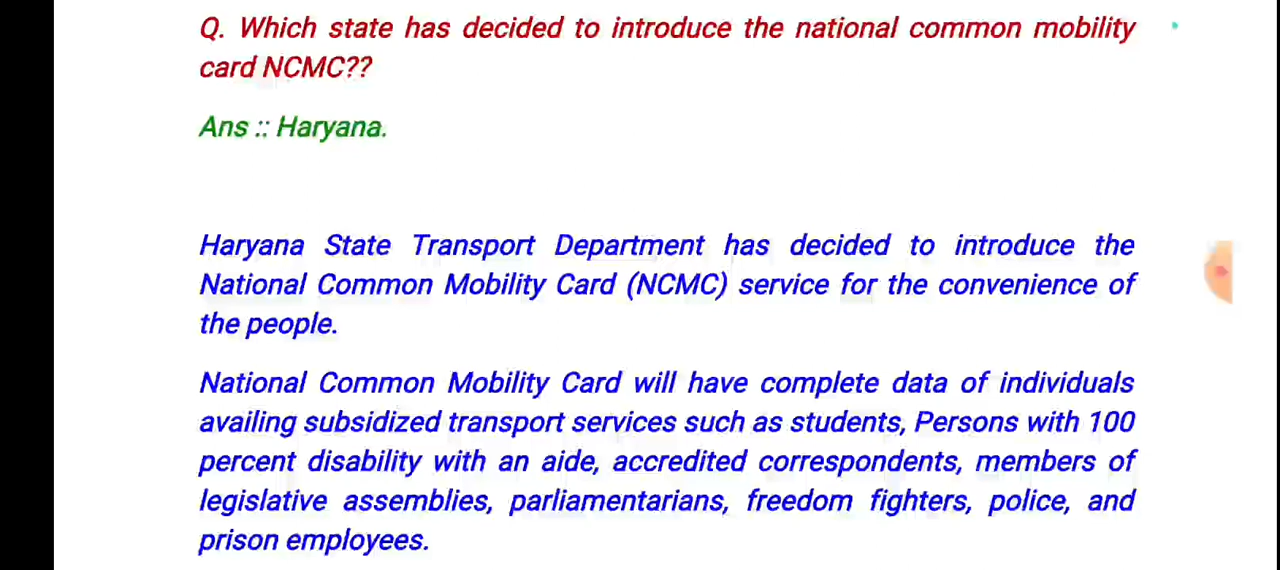 Q. Which state has decided to introduce the national common mobility
card NCMC??
Ans :: Haryana.
Haryana State Transport Department has decided to introduce the
National Common Mobility Card (NCMC) service for the convenience of
the people.
National Common Mobility Card will have complete data of individuals
availing subsidized transport services such as students, Persons with 100
percent disability with an aide, accredited correspondents, members of
legislative assemblies, parliamentarians, freedom fighters, police, and
prison employees.